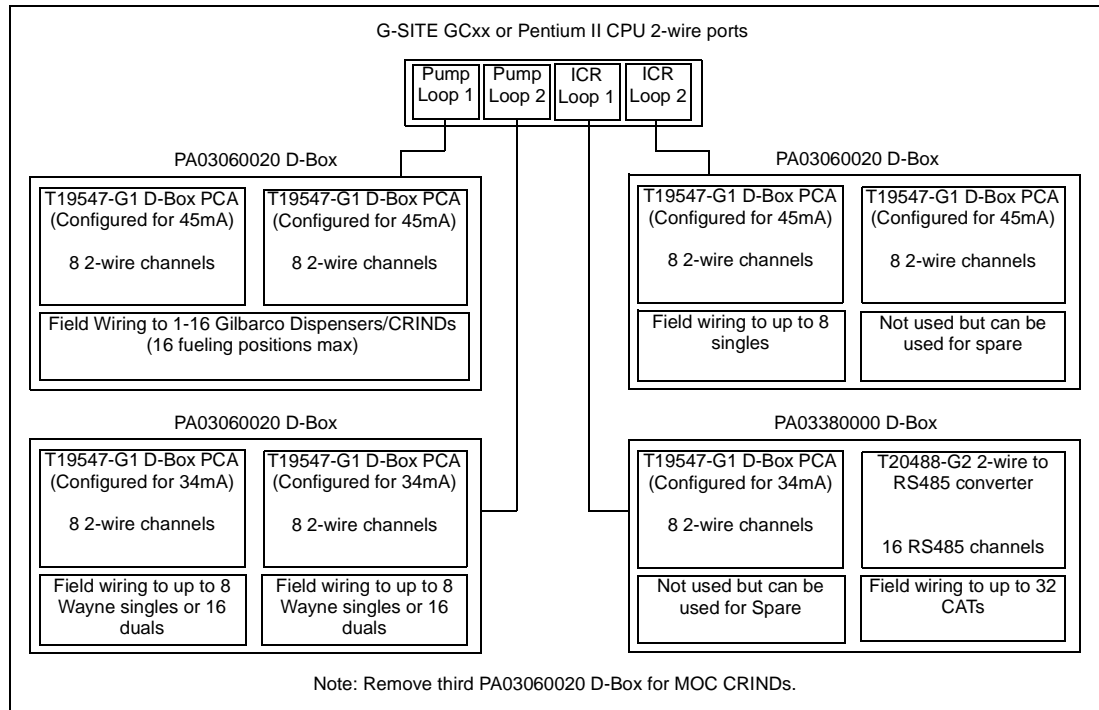 G-SITE GCxx or Pentium II CPU 2-wire ports
Pump
Loop 1
Pump
Loop 2
ICR
Loop 1
ICR
Loop 2
PA03060020 D-Box
T19547-G1 D-Box PCA
(Configured for 45mA)
8 2-wire channels
T19547-G1 D-Box PCA
(Configured for 45mA)
8 2-wire channels
Field Wiring to 1-16 Gilbarco Dispensers/CRINDs
(16 fueling positions max)
PA03060020 D-Box
T19547-G1 D-Box PCA
(Configured for 45mA)
8 2-wire channels
T19547-G1 D-Box PCA
(Configured for 45mA)
8 2-wire channels
Field wiring to up to 8
singles
Not used but can be
used for spare
PA03060020 D-Box
T19547-G1 D-Box PCA
(Configured for 34mA)
8 2-wire channels
T19547-G1 D-Box PCA
(Configured for 34mA)
8 2-wire channels
Field wiring to up to 8
Wayne singles or 16
duals
Field wiring to up to 8
Wayne singles or 16
duals
PA03380000 D-Box
T19547-G1 D-Box PCA
(Configured for 34mA)
8 2-wire channels
T20488-G2 2-wire to
RS485 converter
16 RS485 channels
Not used but can be
used for Spare
Field wiring to up to 32
CATs
Note: Remove third PA03060020 D-Box for MOC CRINDs.